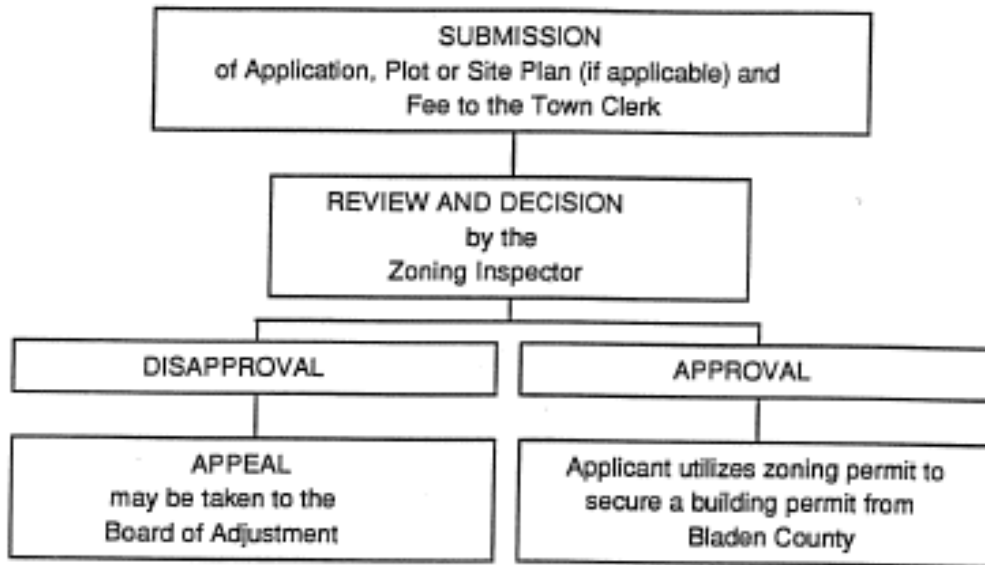 SUBMISSION
of Application, Plot or Site Plan (if applicable) and
Fee to the Town Clerk
REVIEW AND DECISION
by the
Zoning Inspector
DISAPPROVAL
APPROVAL
APPEAL
may be taken to the
Board of Adjustment
Applicant utilizes zoning permit to
secure a building permit from
Bladen County